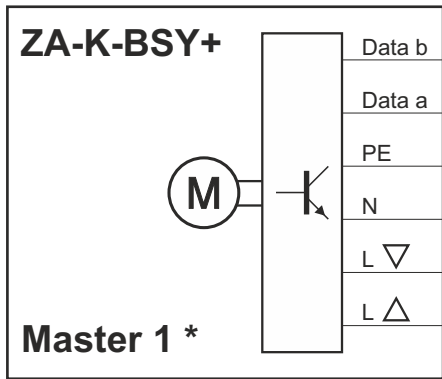 ZA-K-BSY+
Data b
Data a
PE
M
N
L ▽
L △
Master 1 *